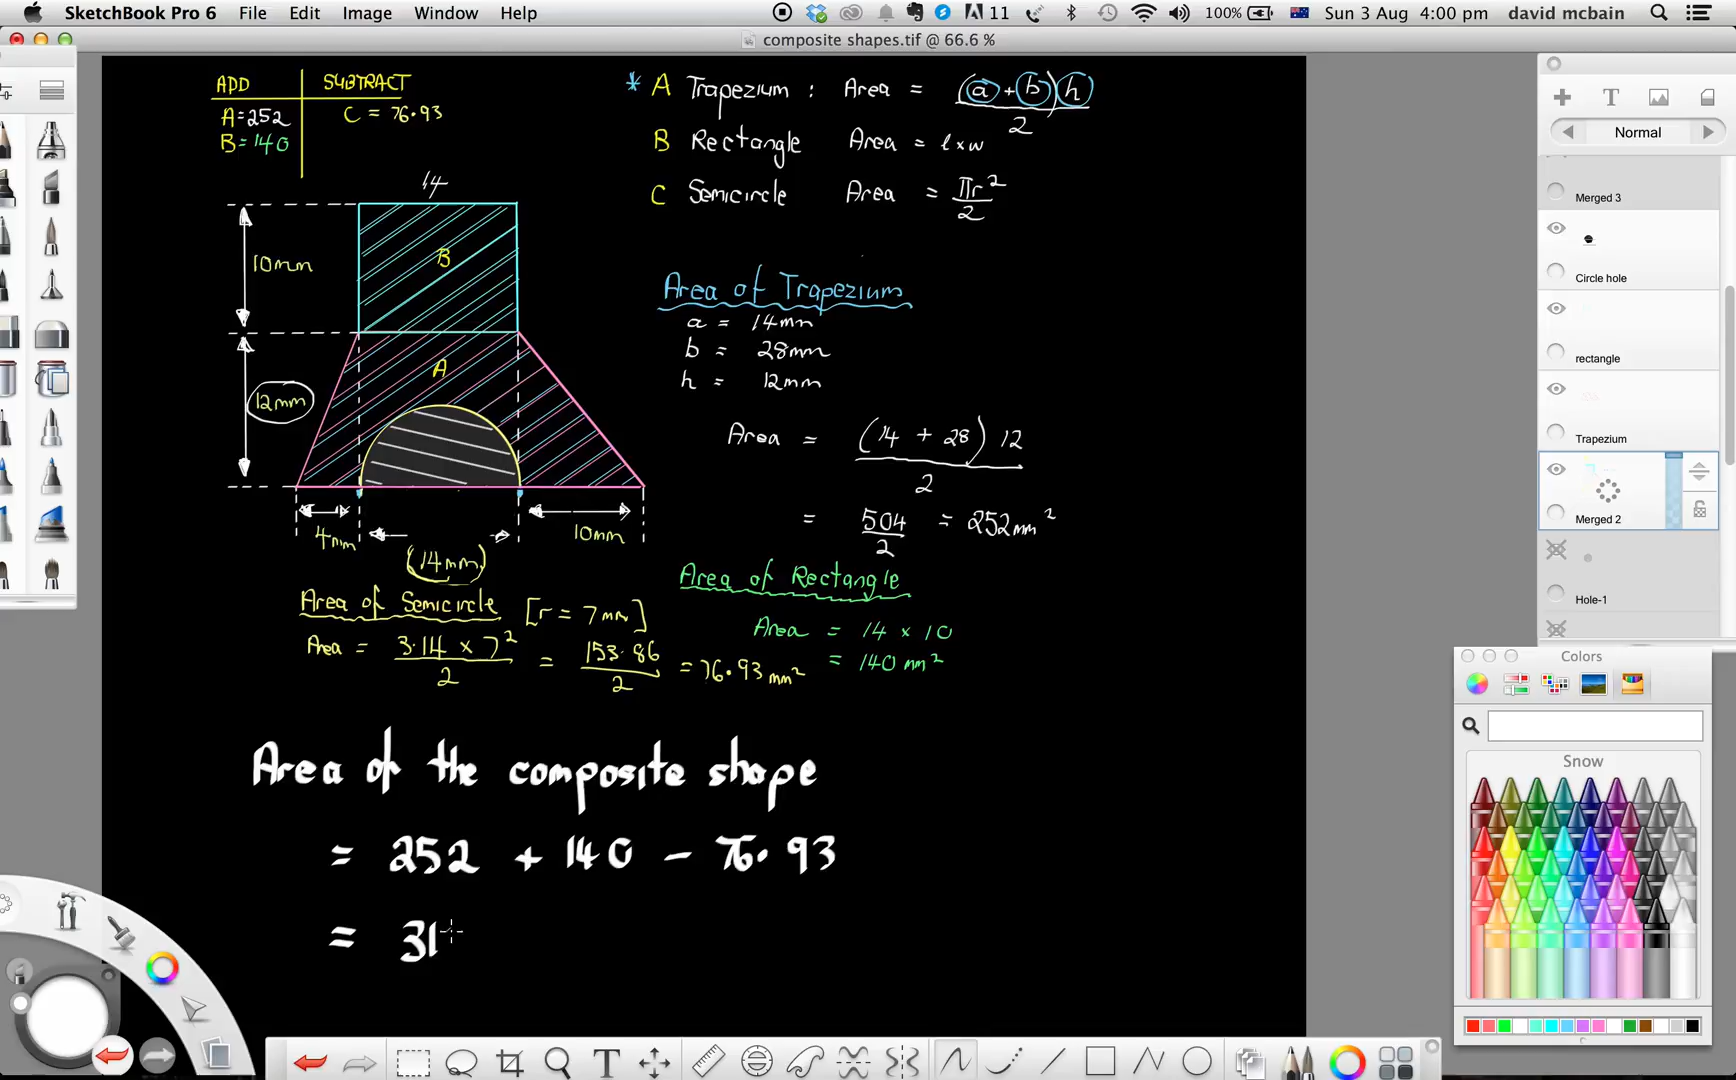 SketchBook Pro 6 File Edit Image Window Help 11 100% Sun 3 Aug 4:00 pm david mcbain
composite shapes.tif @ 66.6 %
ADD SUBTRACT
A=252 C = 76.93
B=140
* A Trapezium : Area = (a + b)h / 2
B Rectangle Area = l x w
C Semicircle Area = πr² / 2
14
10mm
B
12mm
A
4mm
10mm
(14mm)
Area of Trapezium
a = 14mm
b = 28mm
h = 12mm
Area = (14 + 28) 12 / 2
= 504 / 2 = 252mm²
Area of Rectangle
Area = 14 x 10
= 140 mm²
Area of Semicircle [r = 7mm]
Area = 3.14 x 7² / 2 = 153.86 / 2 = 76.93 mm²
Area of the composite shape
= 252 + 140 - 76.93
= 31
T
Normal
Merged 3
Circle hole
rectangle
Trapezium
Merged 2
Hole-1
Colors
Snow
T